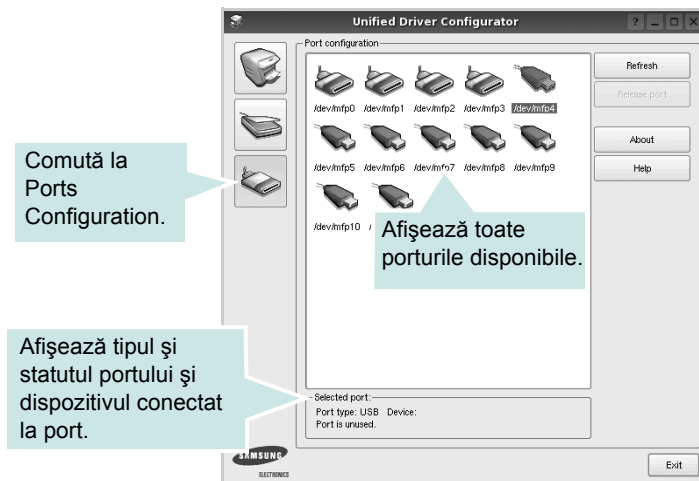 Unified Driver Configurator
Port configuration
/dev/mfp0 /dev/mfp1 /dev/mfp2 /dev/mfp3 /dev/mfp4
/dev/mfp5 /dev/mfp6 /dev/mfp7 /dev/mfp8 /dev/mfp9
/dev/mfp10
Refresh
Release port
About
Help
Comută la
Ports
Configuration.
Afişează toate
porturile disponibile.
Afişează tipul şi
statutul portului şi
dispozitivul conectat
la port.
Selected port:
Port type: USB Device:
Port is unused.
SAMSUNG
ELECTRONICS
Exit